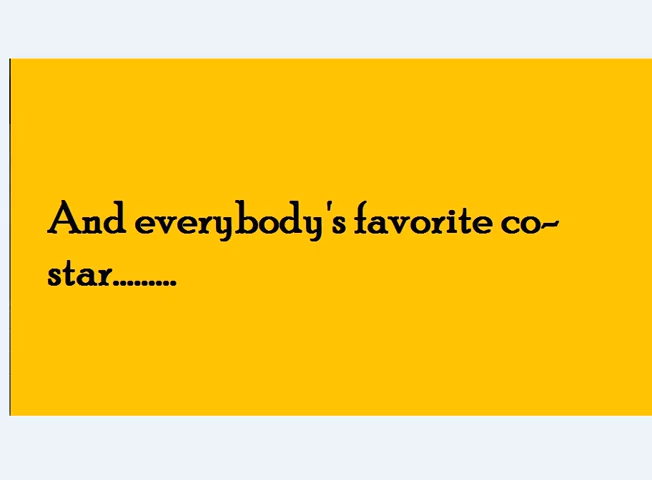 And everybody's favorite co-
star.........